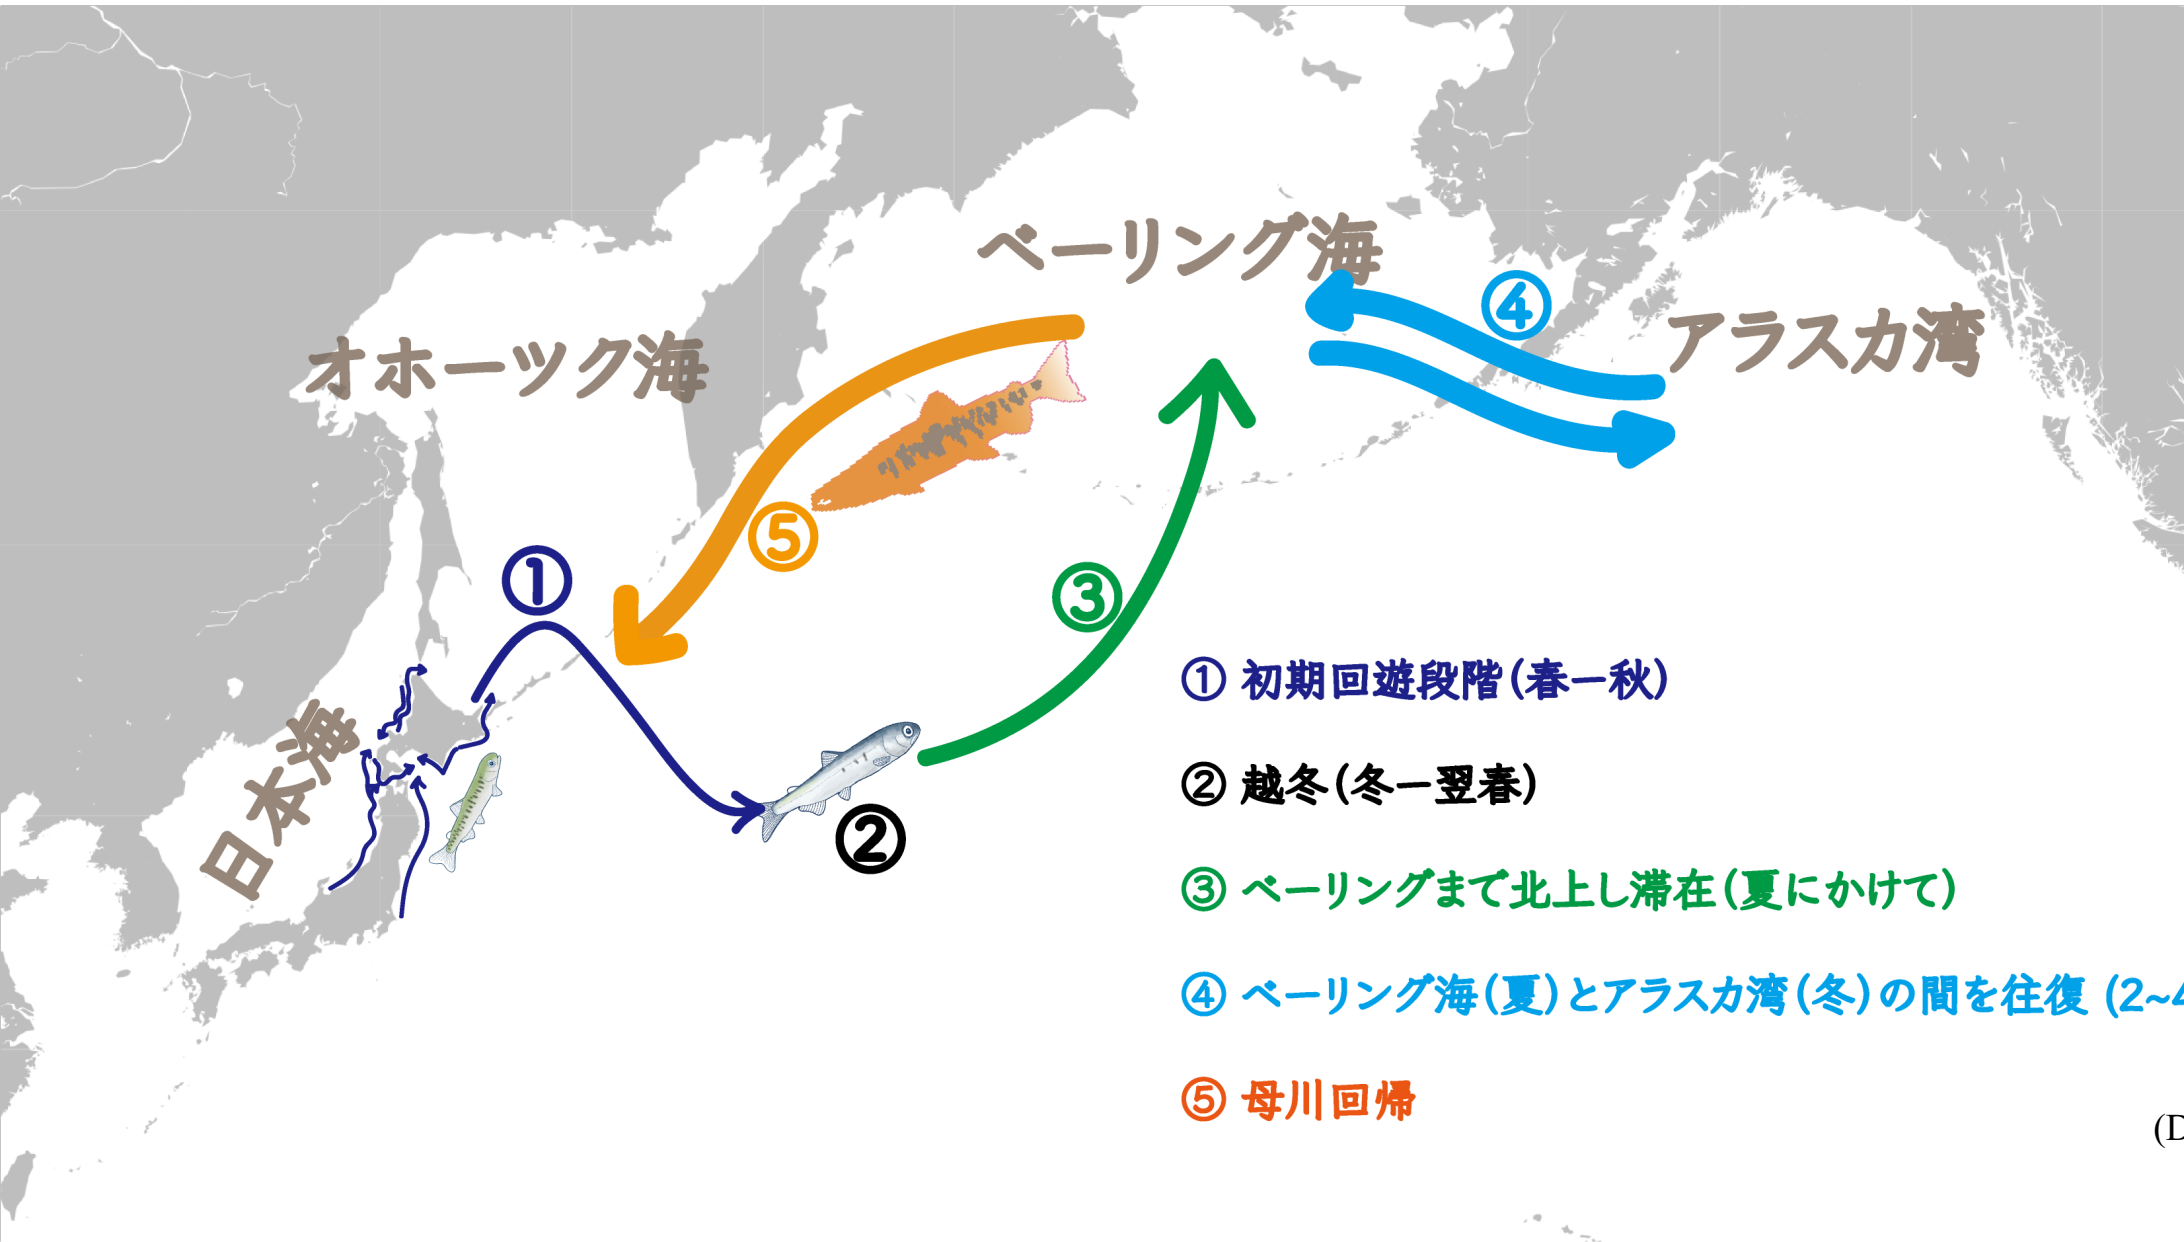 ベーリング海
オホーツク海
アラスカ湾
日本海
①
②
③
④
⑤
① 初期回遊段階(春ー秋)
② 越冬(冬ー翌春)
③ ベーリングまで北上し滞在(夏にかけて)
④ ベーリング海(夏)とアラスカ湾(冬)の間を往復 (2~4
⑤ 母川回帰
(D